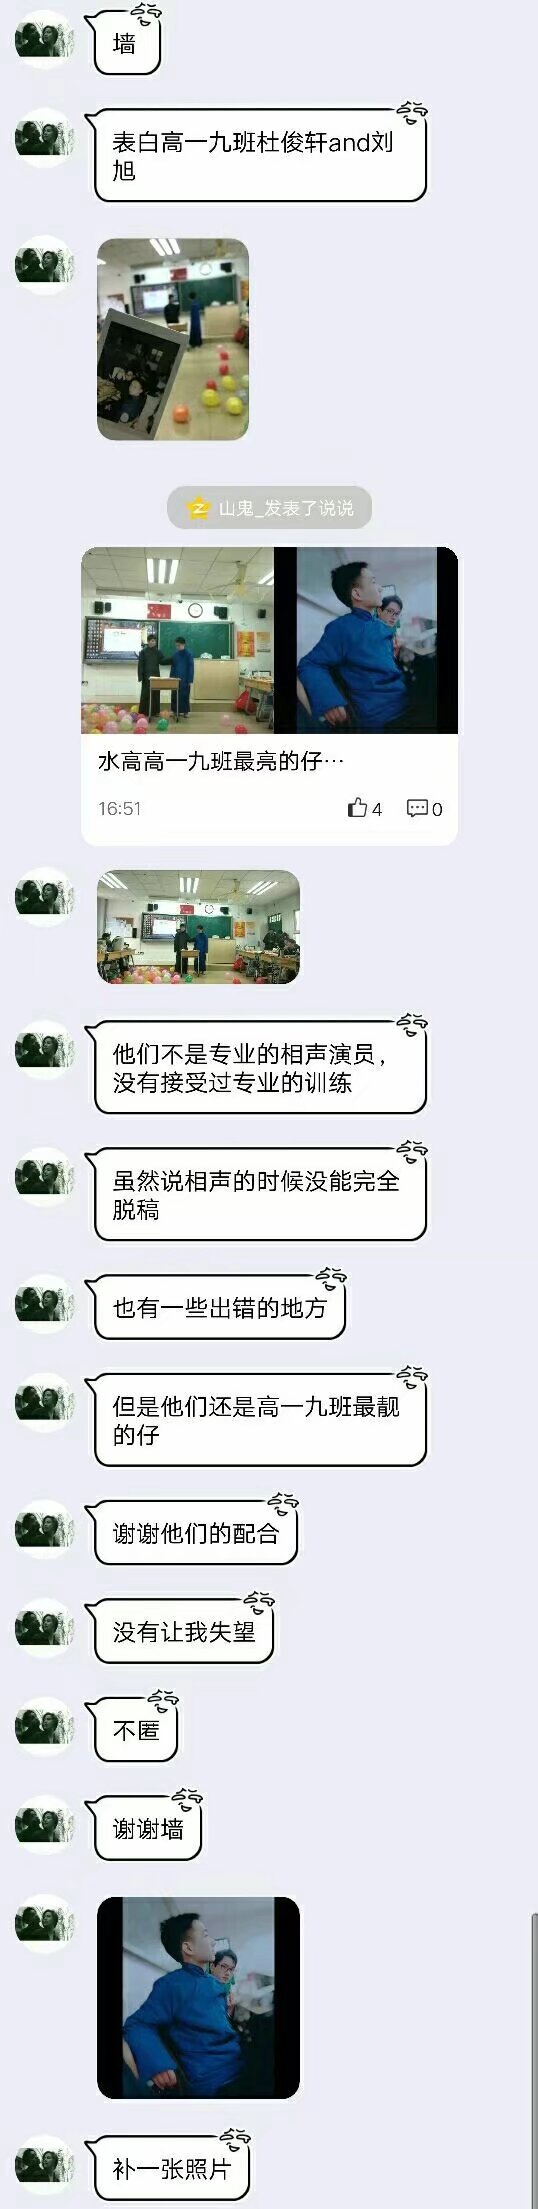 墙
表白高一九班杜俊轩and刘
旭
山鬼_发表了说说
水高高一九班最亮的仔…
16:51
4
0
他们不是专业的相声演员，
没有接受过专业的训练
虽然说相声的时候没能完全
脱稿
也有一些出错的地方
但是他们还是高一九班最靓
的仔
谢谢他们的配合
没有让我失望
不匿
谢谢墙
补一张照片